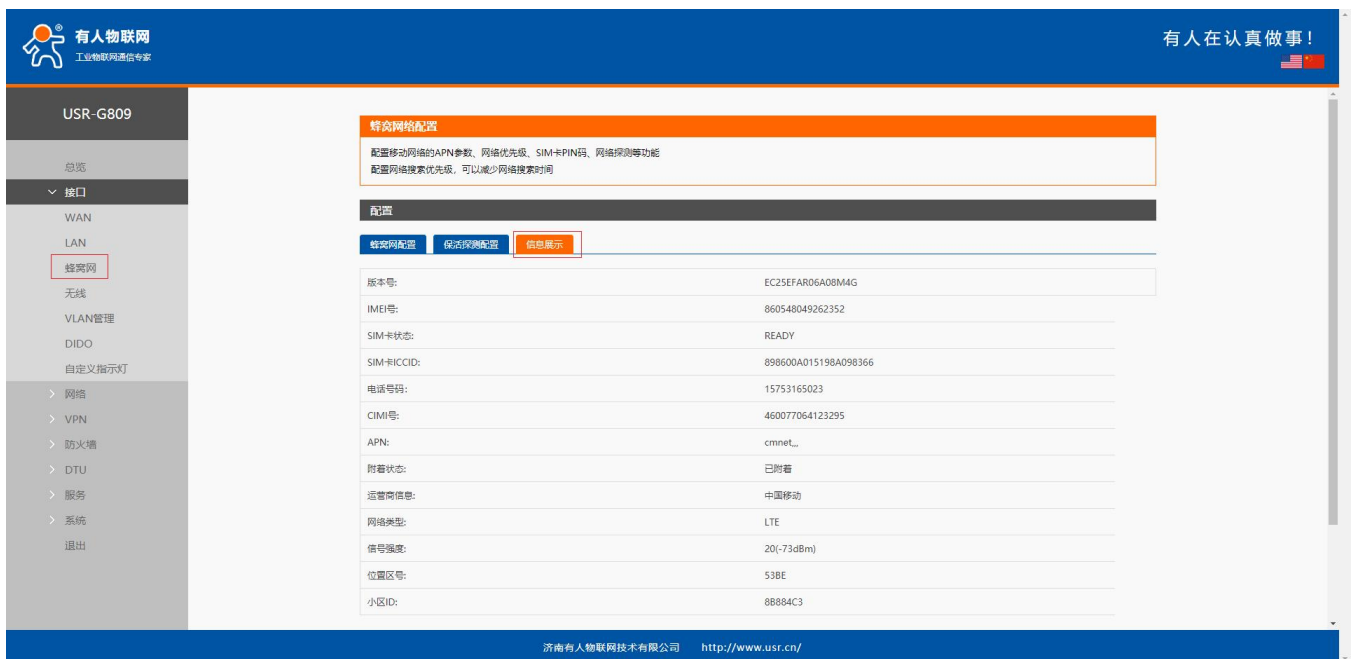 有人物联网
工业物联网通信专家
有人在认真做事!
USR-G809
总览
接口
WAN
LAN
蜂窝网
无线
VLAN管理
DIDO
自定义指示灯
网络
VPN
防火墙
DTU
服务
系统
退出
蜂窝网络配置
配置移动网络的APN参数、网络优先级、SIM卡PIN码、网络探测等功能
配置网络搜索优先级,可以减少网络搜索时间
配置
蜂窝网配置 保活探测配置 信息展示
版本号: EC25EFAR06A08M4G
IMEI号: 860548049262352
SIM卡状态: READY
SIM卡ICCID: 898600A015198A098366
电话号码: 15753165023
CIMI号: 460077064123295
APN: cmnet,,,
附着状态: 已附着
运营商信息: 中国移动
网络类型: LTE
信号强度: 20(-73dBm)
位置区号: 53BE
小区ID: 8B884C3
济南有人物联网技术有限公司 http://www.usr.cn/